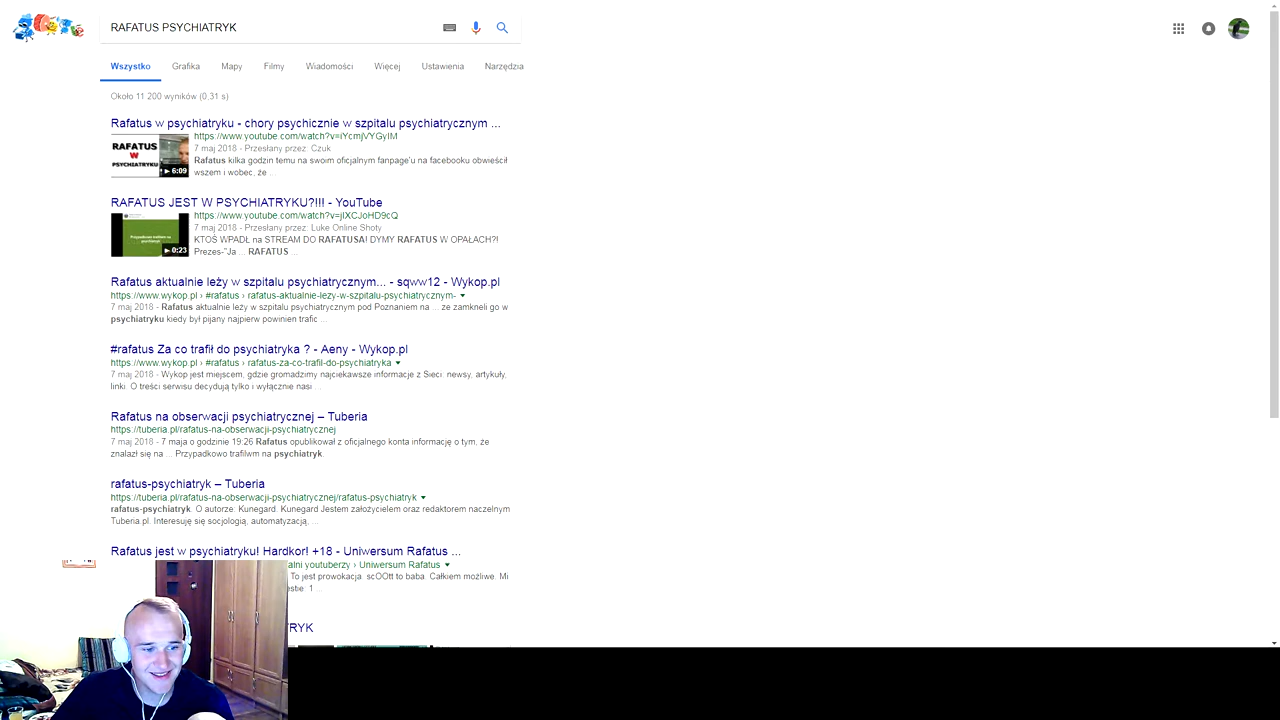 RAFATUS PSYCHIATRYK
Wszystko Grafika Mapy Filmy Wiadomości Więcej Ustawienia Narzędzia
Około 11 200 wyników (0,31 s)
Rafatus w psychiatryku - chory psychicznie w szpitalu psychiatrycznym ...
https://www.youtube.com/watch?v=iYcmjVYGyIM
RAFATUS
W
PSYCHIATRYKU
6:09
7 maj 2018 - Przesłany przez: Czuk
Rafatus kilka godzin temu na swoim oficjalnym fanpage'u na facebooku obwieścił
wszem i wobec, że ...
RAFATUS JEST W PSYCHIATRYKU?!!! - YouTube
https://www.youtube.com/watch?v=jIXCJoHD9cQ
0:23
7 maj 2018 - Przesłany przez: Luke Online Shoty
KTOŚ WPADŁ na STREAM DO RAFATUSA! DYMY RAFATUS W OPAŁACH?!
Prezes-"Ja ... RAFATUS ...
Rafatus aktualnie leży w szpitalu psychiatrycznym... - sqww12 - Wykop.pl
https://www.wykop.pl › #rafatus › rafatus-aktualnie-lezy-w-szpitalu-psychiatrycznym-
7 maj 2018 - Rafatus aktualnie leży w szpitalu psychiatrycznym pod Poznaniem na ... ze zamkneli go w
psychiatryku kiedy był pijany najpierw powinien trafic ...
#rafatus Za co trafił do psychiatryka ? - Aeny - Wykop.pl
https://www.wykop.pl › #rafatus › rafatus-za-co-trafil-do-psychiatryka
7 maj 2018 - Wykop jest miejscem, gdzie gromadzimy najciekawsze informacje z Sieci: newsy, artykuły,
linki. O treści serwisu decydują tylko i wyłącznie nasi ...
Rafatus na obserwacji psychiatrycznej – Tuberia
https://tuberia.pl/rafatus-na-obserwacji-psychiatrycznej
7 maj 2018 - 7 maja o godzinie 19:26 Rafatus opublikował z oficjalnego konta informację o tym, że
znalazł się na ... Przypadkowo trafiłwm na psychiatryk.
rafatus-psychiatryk – Tuberia
https://tuberia.pl/rafatus-na-obserwacji-psychiatrycznej/rafatus-psychiatryk
rafatus-psychiatryk. O autorze: Kunegard. Kunegard Jestem założycielem oraz redaktorem naczelnym
Tuberia.pl. Interesuję się socjologią, automatyzacją, ...
Rafatus jest w psychiatryku! Hardkor! +18 - Uniwersum Rafatus ...
alni youtuberzy › Uniwersum Rafatus
To jest prowokacja. scOOtt to baba. Całkiem możliwe. Mi
estie: 1 ...
RYK